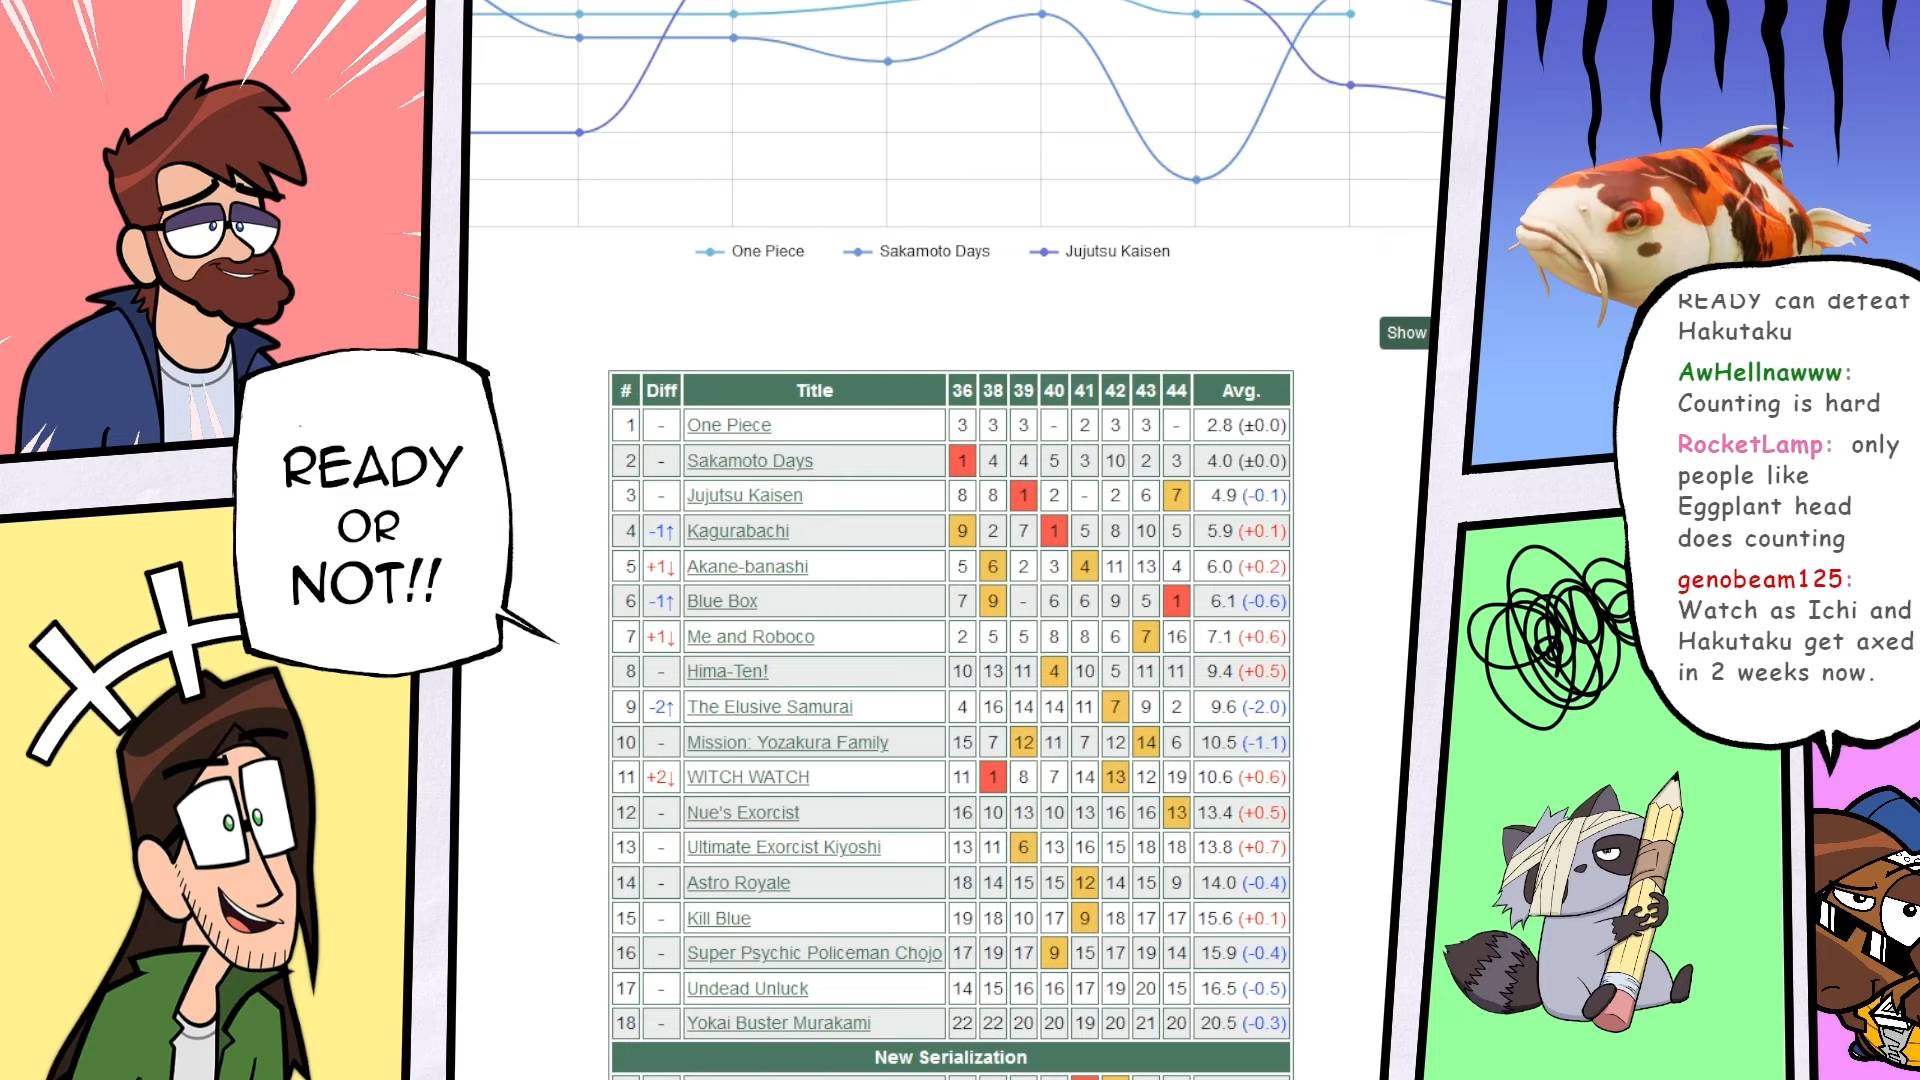 One Piece Sakamoto Days Jujutsu Kaisen
Show
# Diff Title 36 38 39 40 41 42 43 44 Avg.
1 - One Piece 3 3 3 - 2 3 3 - 2.8 (±0.0)
2 - Sakamoto Days 1 4 4 5 3 10 2 3 4.0 (±0.0)
3 - Jujutsu Kaisen 8 8 1 2 - 2 6 7 4.9 (-0.1)
4 -1↑ Kagurabachi 9 2 7 1 5 8 10 5 5.9 (+0.1)
5 +1↓ Akane-banashi 5 6 2 3 4 11 13 4 6.0 (+0.2)
6 -1↑ Blue Box 7 9 - 6 6 9 5 1 6.1 (-0.6)
7 +1↓ Me and Roboco 2 5 5 8 8 6 7 16 7.1 (+0.6)
8 - Hima-Ten! 10 13 11 4 10 5 11 11 9.4 (+0.5)
9 -2↑ The Elusive Samurai 4 16 14 14 11 7 9 2 9.6 (-2.0)
10 - Mission: Yozakura Family 15 7 12 11 7 12 14 6 10.5 (-1.1)
11 +2↓ WITCH WATCH 11 1 8 7 14 13 12 19 10.6 (+0.6)
12 - Nue's Exorcist 16 10 13 10 13 16 16 13 13.4 (+0.5)
13 - Ultimate Exorcist Kiyoshi 13 11 6 13 16 15 18 18 13.8 (+0.7)
14 - Astro Royale 18 14 15 15 12 14 15 9 14.0 (-0.4)
15 - Kill Blue 19 18 10 17 9 18 17 17 15.6 (+0.1)
16 - Super Psychic Policeman Chojo 17 19 17 9 15 17 19 14 15.9 (-0.4)
17 - Undead Unluck 14 15 16 16 17 19 20 15 16.5 (-0.5)
18 - Yokai Buster Murakami 22 22 20 20 19 20 21 20 20.5 (-0.3)
New Serialization
READY
OR
NOT!!
READY can defeat
Hakutaku
AwHellnawww:
Counting is hard
RocketLamp: only
people like
Eggplant head
does counting
genobeam125:
Watch as Ichi and
Hakutaku get axed
in 2 weeks now.